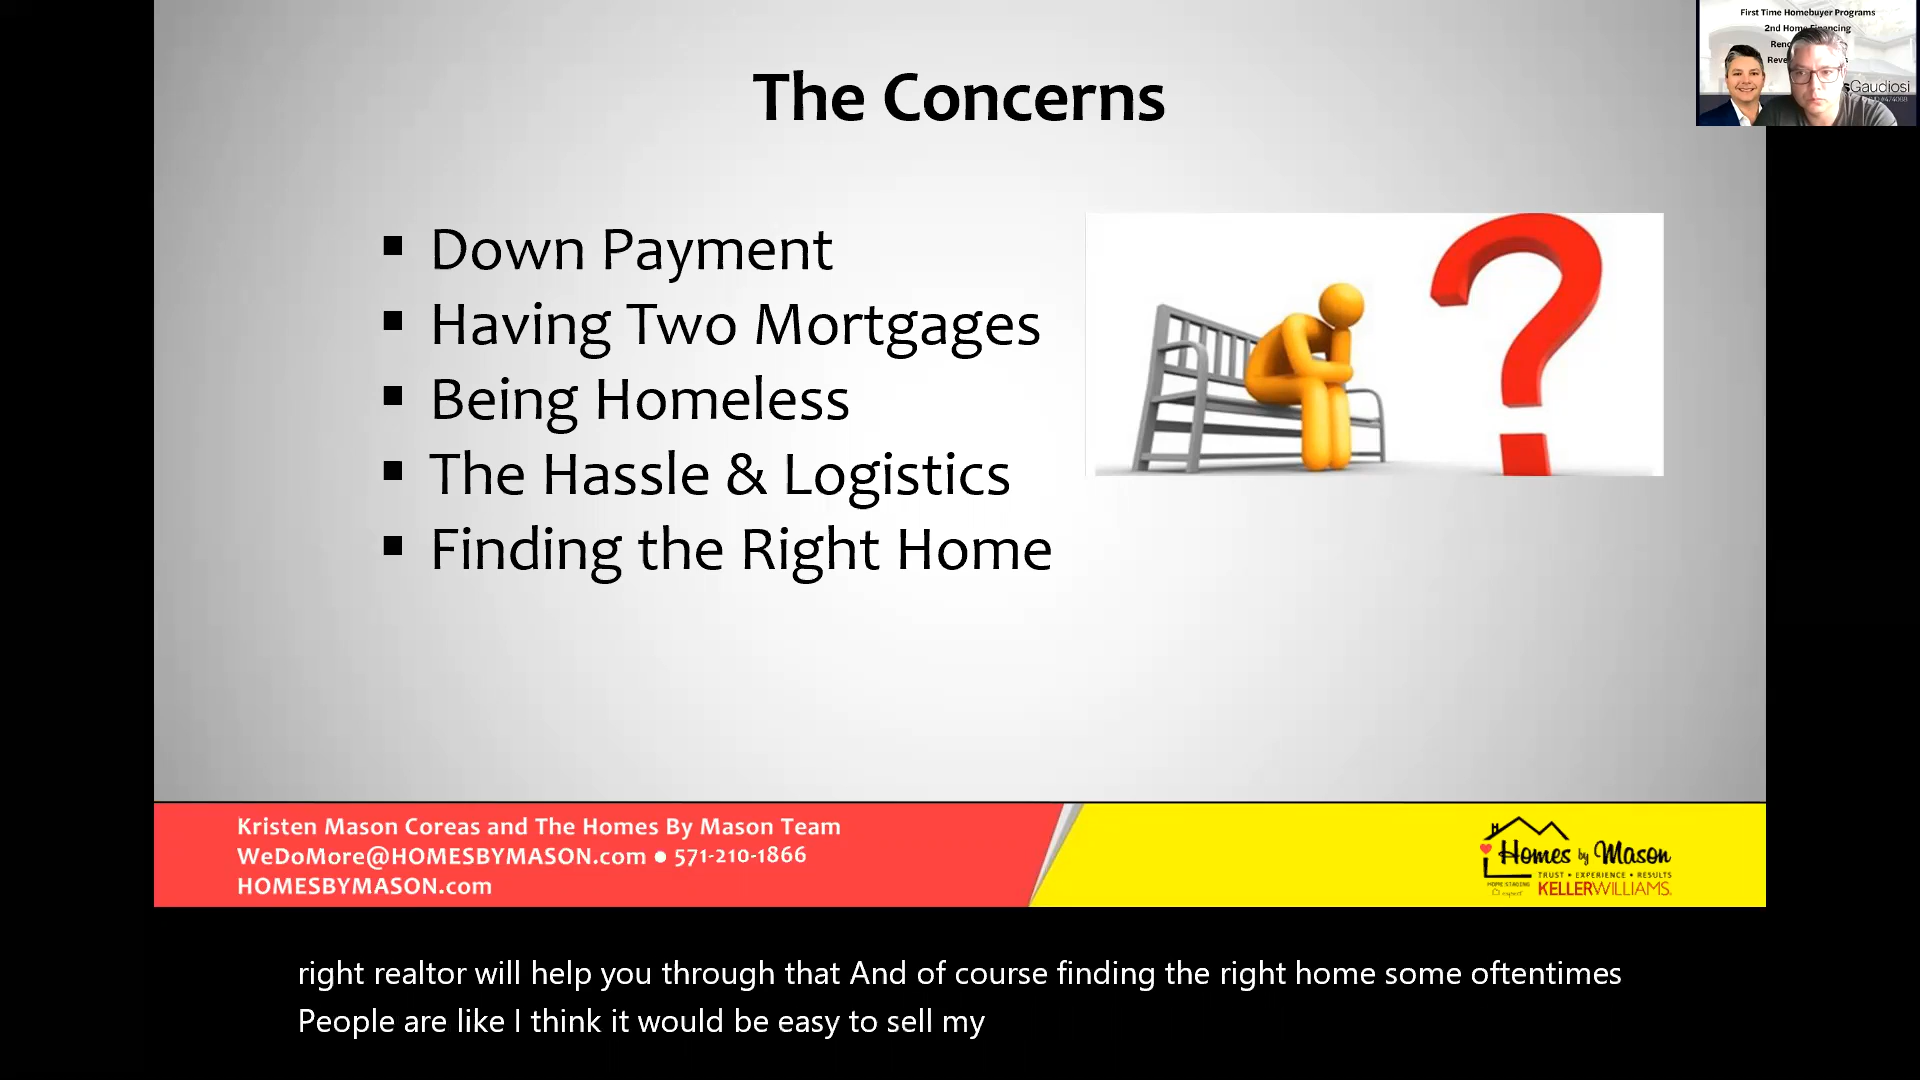 The Concerns
Down Payment
Having Two Mortgages
Being Homeless
The Hassle & Logistics
Finding the Right Home
First Time Homebuyer Programs
2nd Home Financing
Gaudiosi
Kristen Mason Coreas and The Homes By Mason Team
WeDoMore@HOMESBYMASON.com ● 571-210-1866
HOMESBYMASON.com
Homes by Mason
TRUST • EXPERIENCE • RESULTS
HOME STAGING
KELLERWILLIAMS.
right realtor will help you through that And of course finding the right home some oftentimes
People are like I think it would be easy to sell my